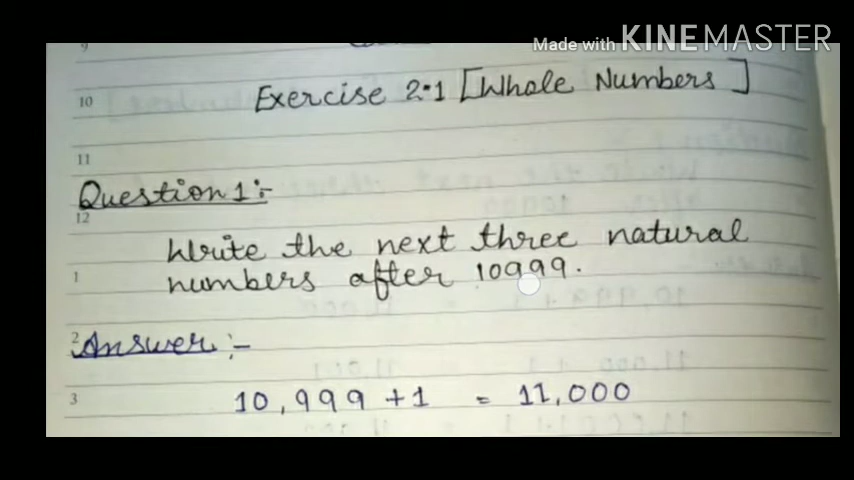 Made with KINEMASTER
9
10
Exercise 2.1 [Whole Numbers]
11
Question 1:-
12
Write the next three natural
1
numbers after 10999.
2
Answer:-
3
10,999 +1 = 11,000